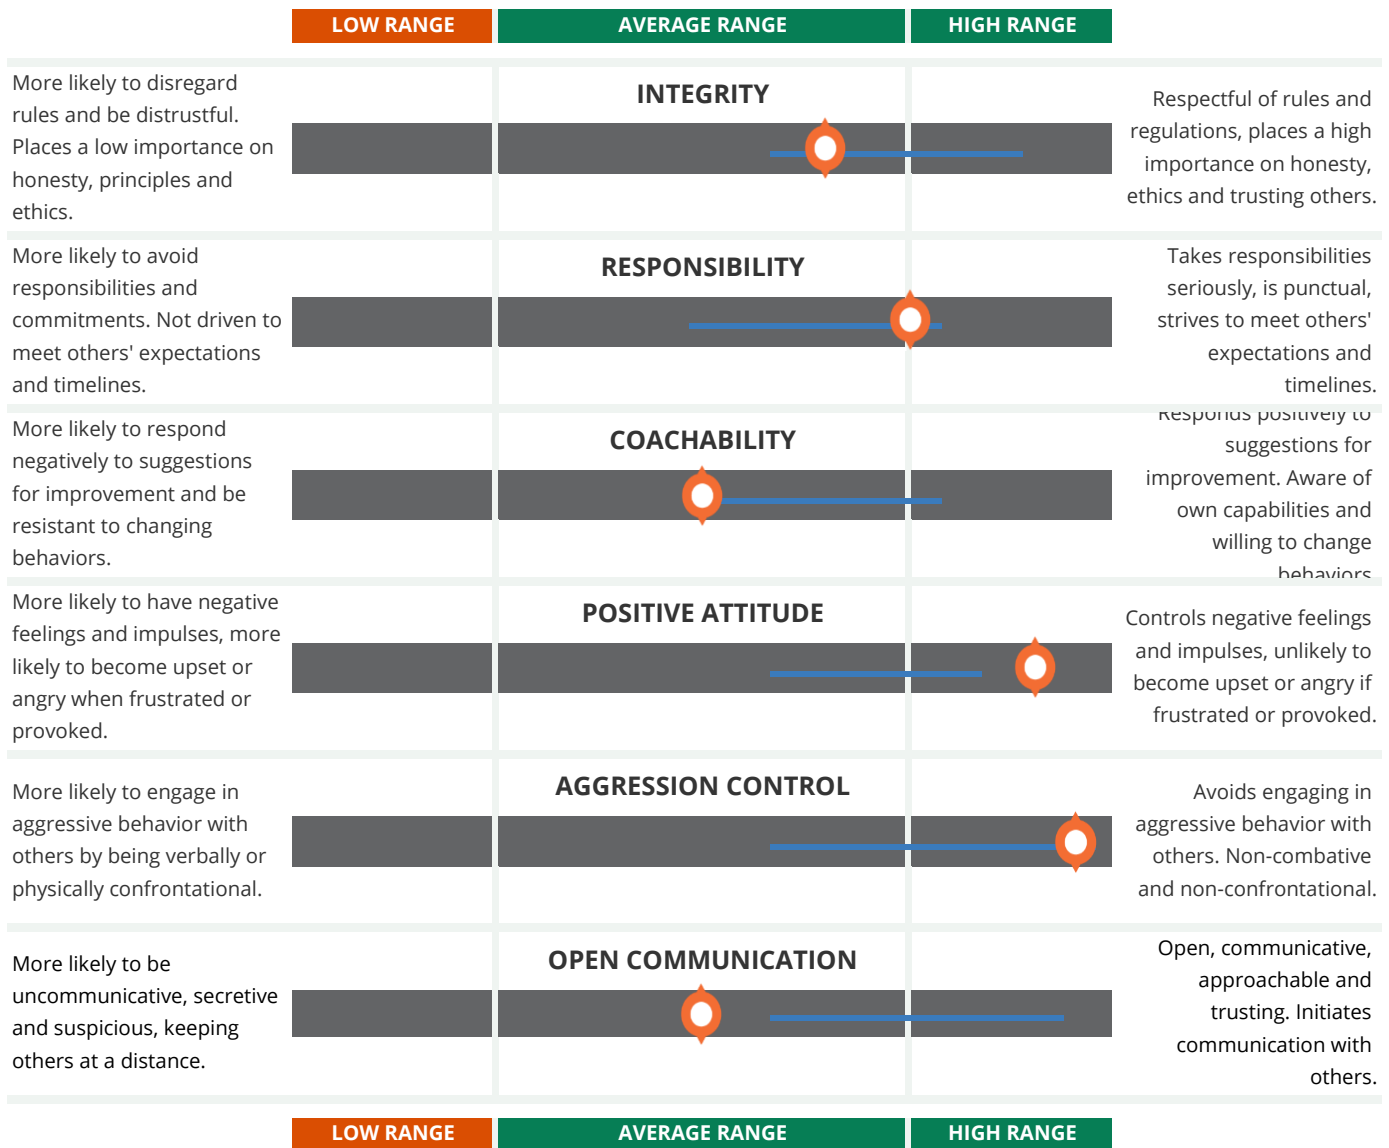 LOW RANGE
AVERAGE RANGE
HIGH RANGE
More likely to disregard
rules and be distrustful.
Places a low importance on
honesty, principles and
ethics.
INTEGRITY
Respectful of rules and
regulations, places a high
importance on honesty,
ethics and trusting others.
More likely to avoid
responsibilities and
commitments. Not driven to
meet others' expectations
and timelines.
RESPONSIBILITY
Takes responsibilities
seriously, is punctual,
strives to meet others'
expectations and
timelines.
More likely to respond
negatively to suggestions
for improvement and be
resistant to changing
behaviors.
COACHABILITY
Responds positively to
suggestions for
improvement. Aware of
own capabilities and
willing to change
behaviors
More likely to have negative
feelings and impulses, more
likely to become upset or
angry when frustrated or
provoked.
POSITIVE ATTITUDE
Controls negative feelings
and impulses, unlikely to
become upset or angry if
frustrated or provoked.
More likely to engage in
aggressive behavior with
others by being verbally or
physically confrontational.
AGGRESSION CONTROL
Avoids engaging in
aggressive behavior with
others. Non-combative
and non-confrontational.
More likely to be
uncommunicative, secretive
and suspicious, keeping
others at a distance.
OPEN COMMUNICATION
Open, communicative,
approachable and
trusting. Initiates
communication with
others.
LOW RANGE
AVERAGE RANGE
HIGH RANGE